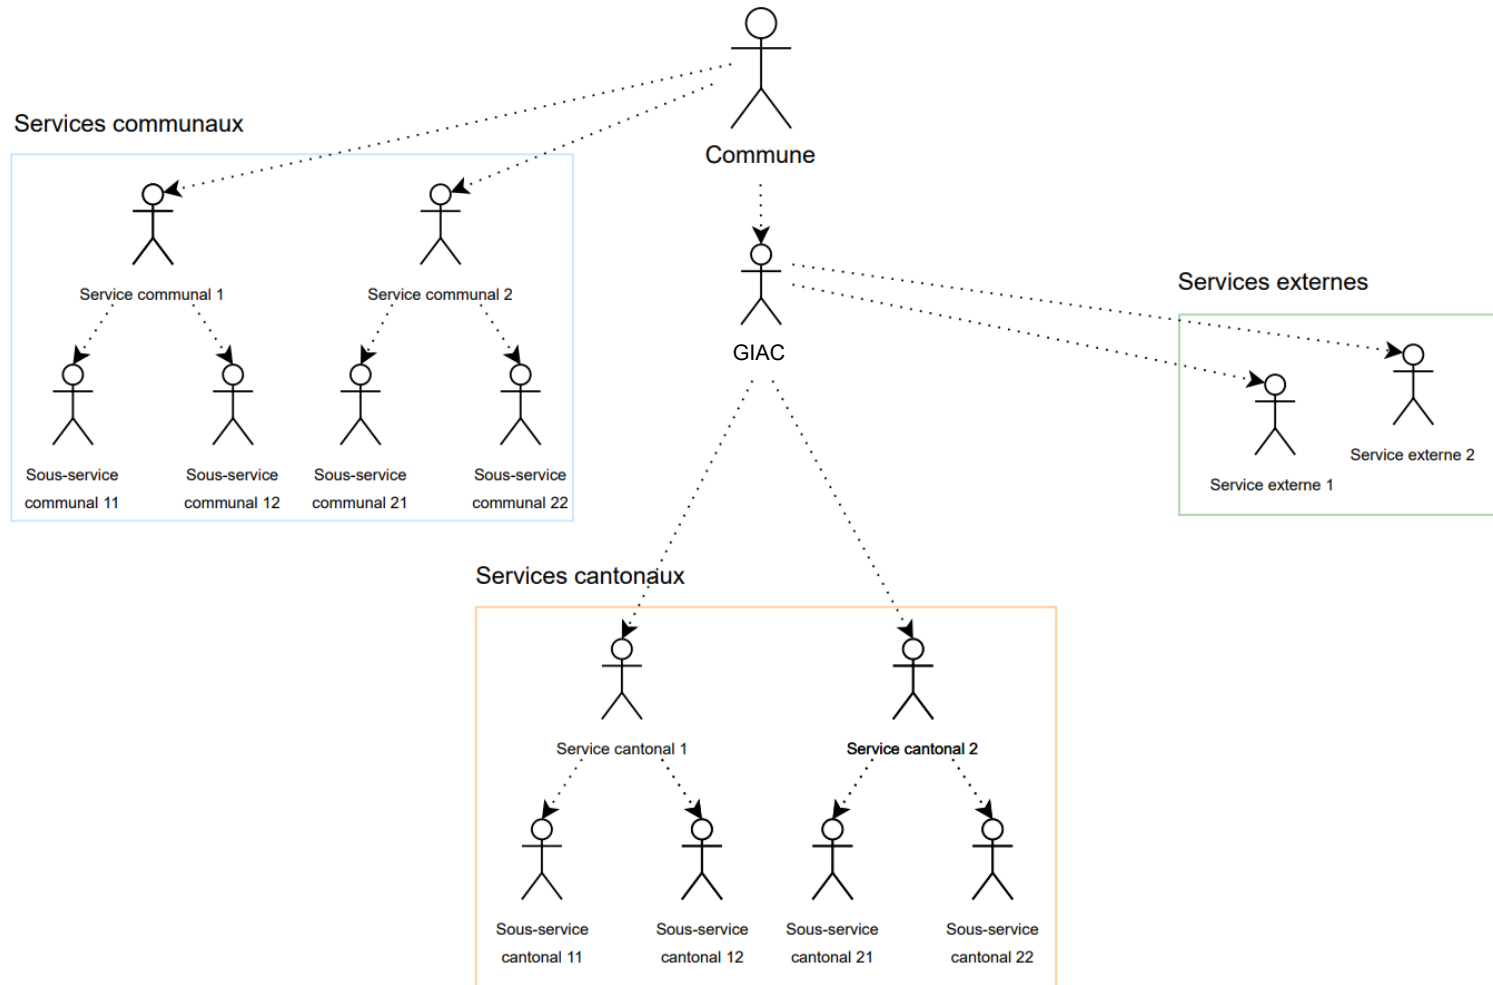 Services communaux
Commune
Service communal 1
Service communal 2
Services externes
GIAC
Sous-service
communal 11
Sous-service
communal 12
Sous-service
communal 21
Sous-service
communal 22
Service externe 2
Service externe 1
Services cantonaux
Service cantonal 1
Service cantonal 2
Sous-service
cantonal 11
Sous-service
cantonal 12
Sous-service
cantonal 21
Sous-service
cantonal 22